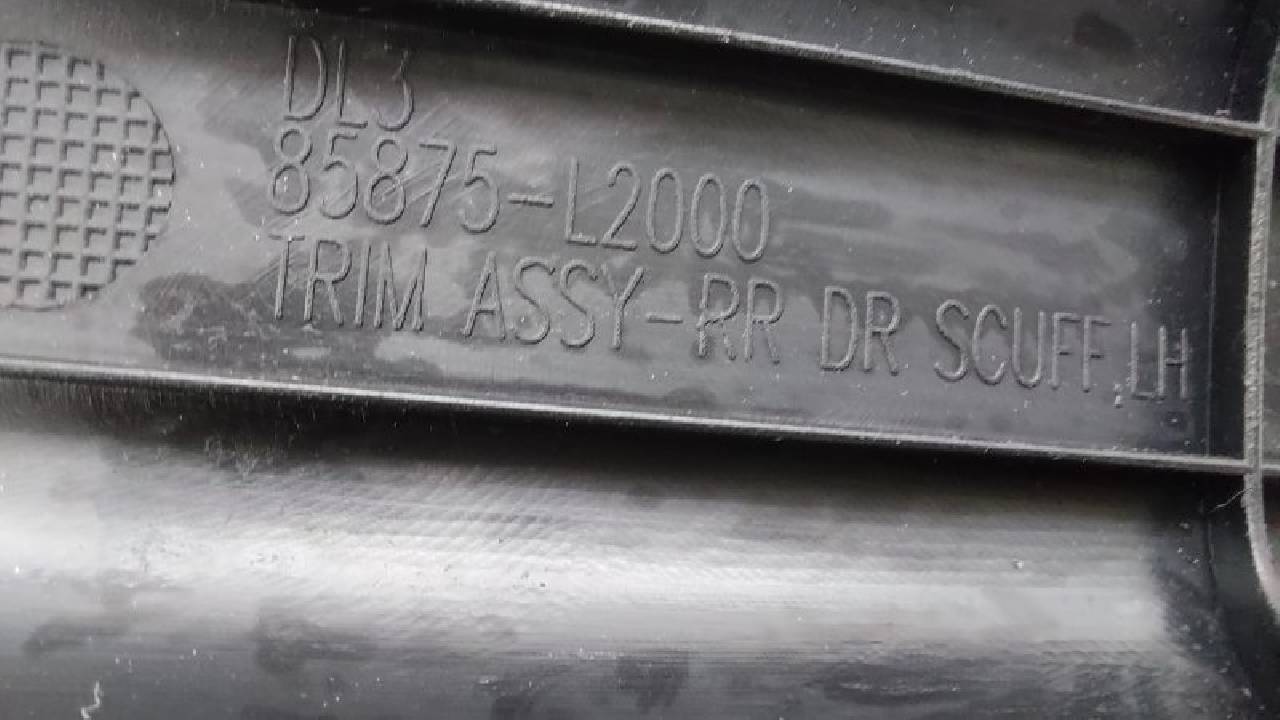 DL3
85875-L2000
TRIM ASSY-RR DR SCUFF,LH